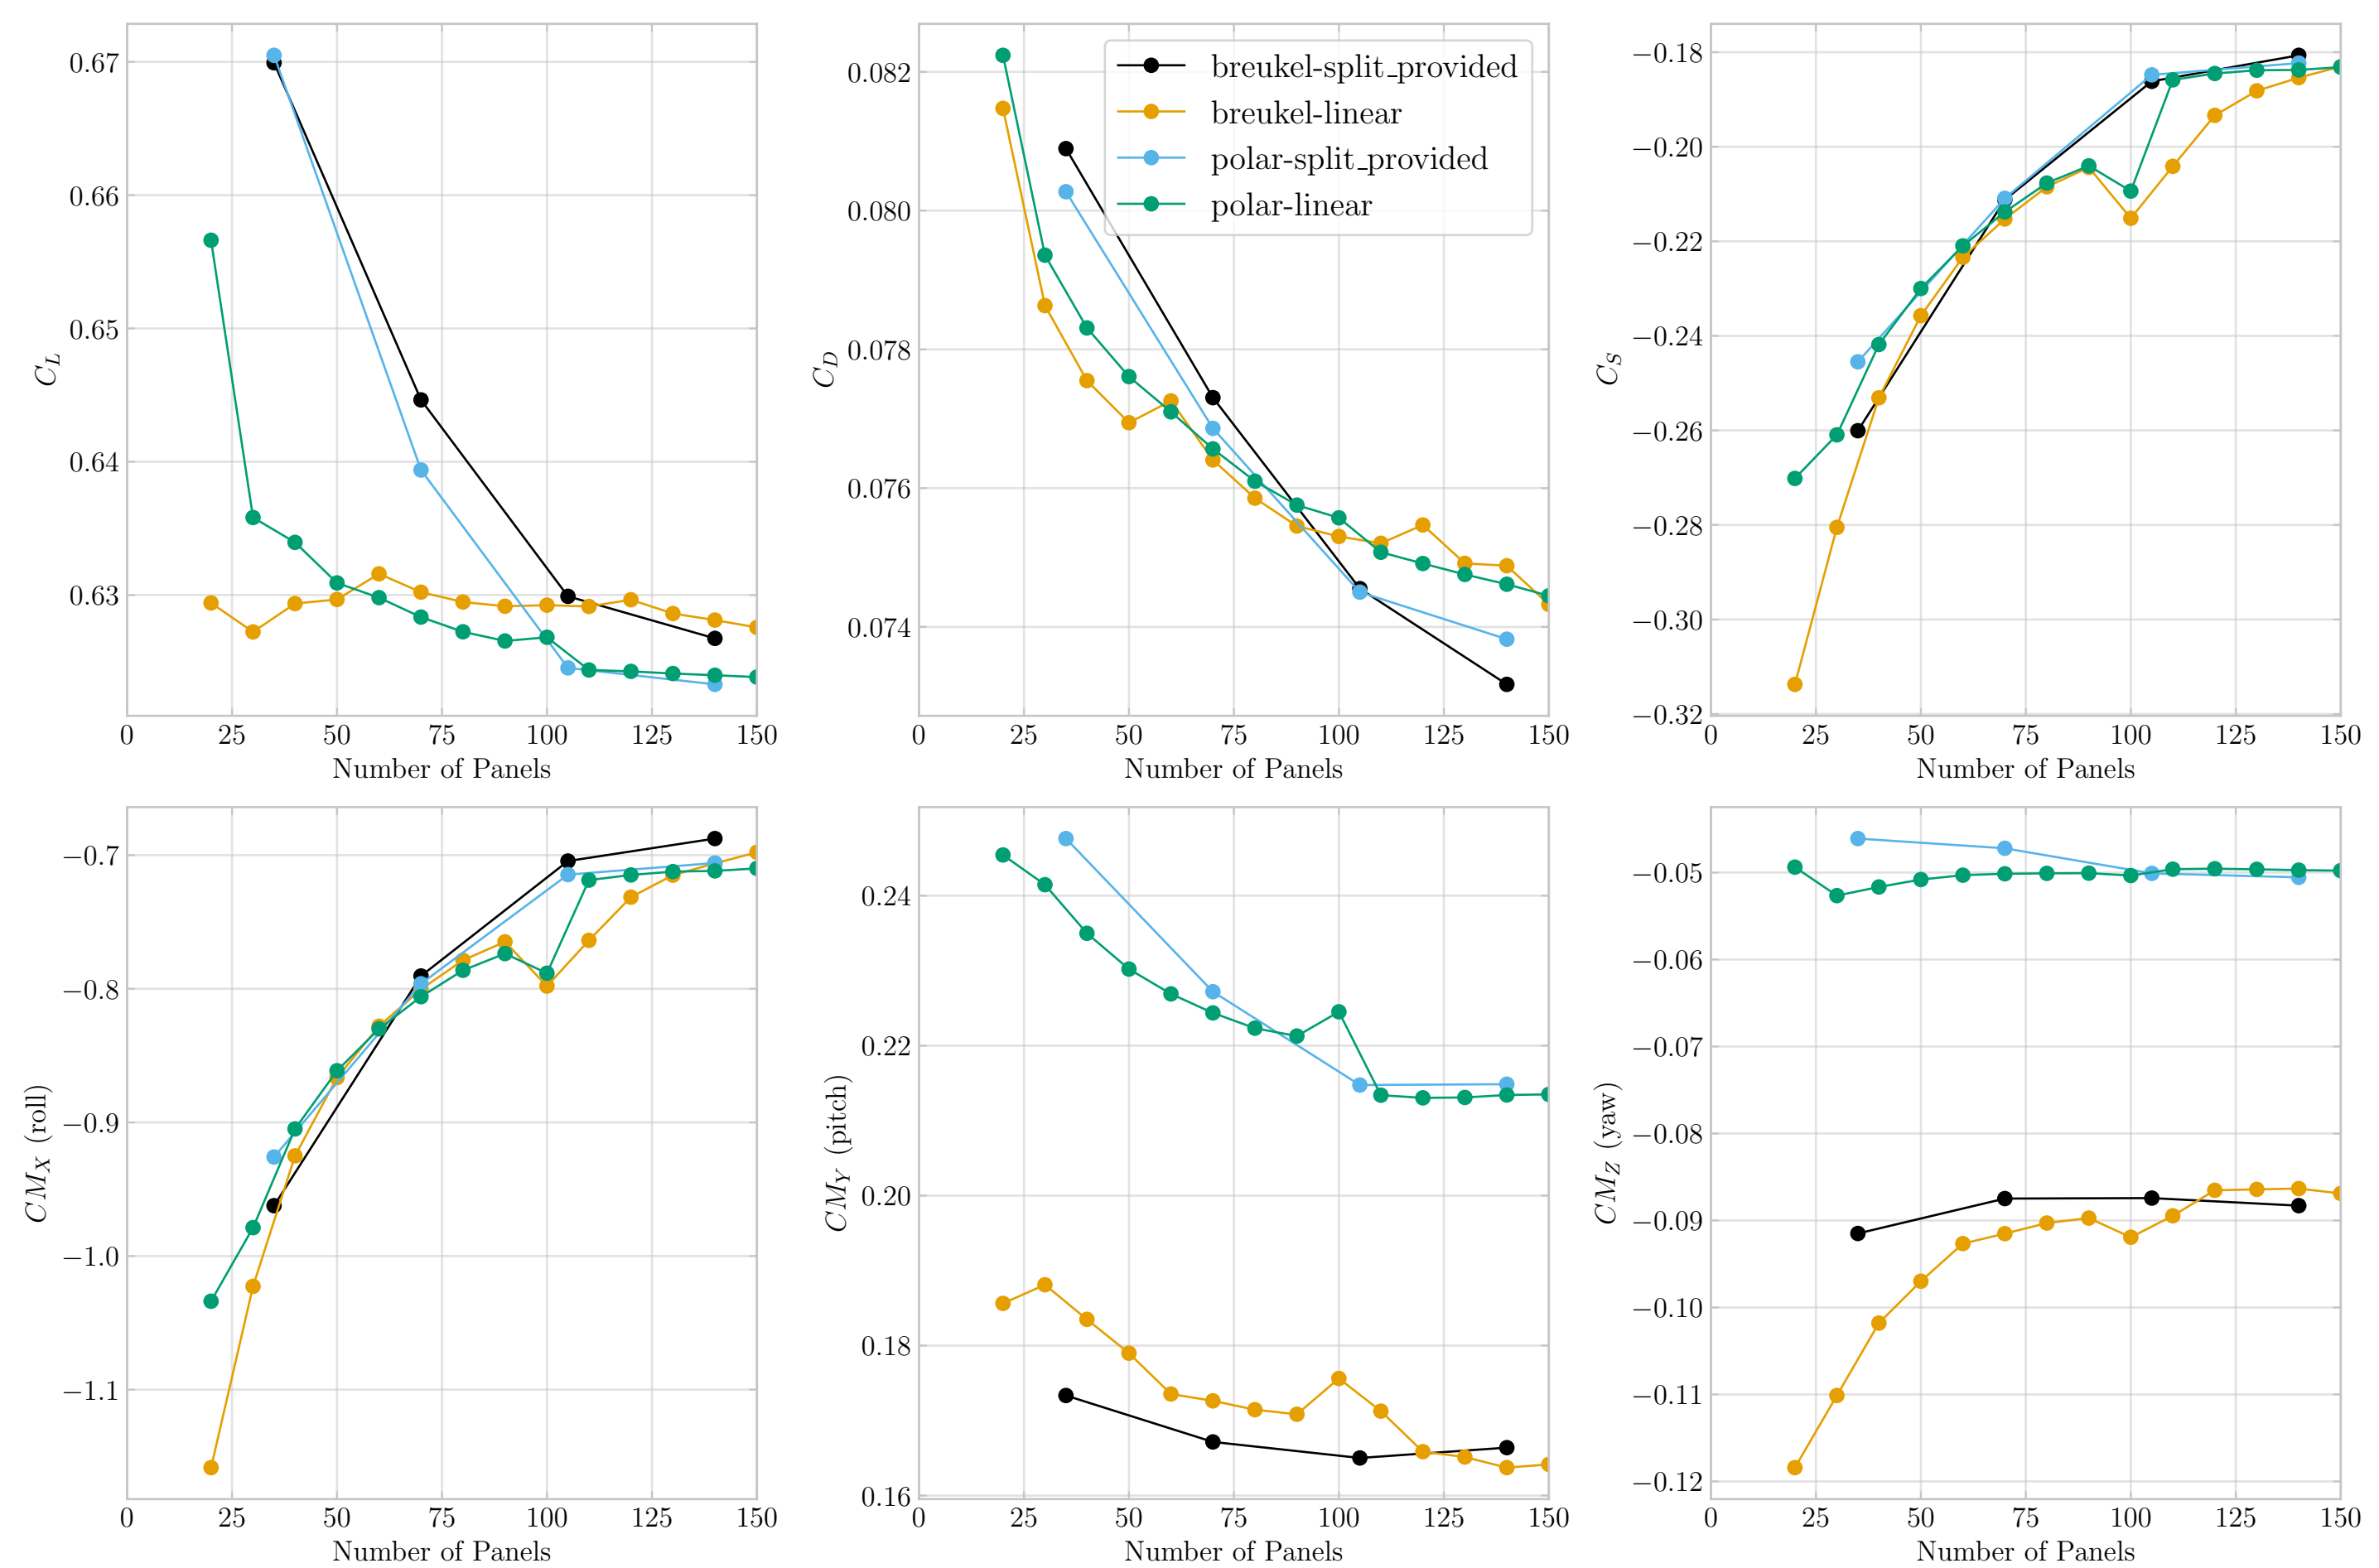 0.67
0.66
0.65
0.64
0.63
C_L
0 25 50 75 100 125 150
Number of Panels
0.082
0.080
0.078
0.076
0.074
C_D
0 25 50 75 100 125 150
Number of Panels
breukel-split_provided
breukel-linear
polar-split_provided
polar-linear
−0.18
−0.20
−0.22
−0.24
−0.26
−0.28
−0.30
−0.32
C_S
0 25 50 75 100 125 150
Number of Panels
−0.7
−0.8
−0.9
−1.0
−1.1
CM_X (roll)
0 25 50 75 100 125 150
Number of Panels
0.24
0.22
0.20
0.18
0.16
CM_Y (pitch)
0 25 50 75 100 125 150
Number of Panels
−0.05
−0.06
−0.07
−0.08
−0.09
−0.10
−0.11
−0.12
CM_Z (yaw)
0 25 50 75 100 125 150
Number of Panels